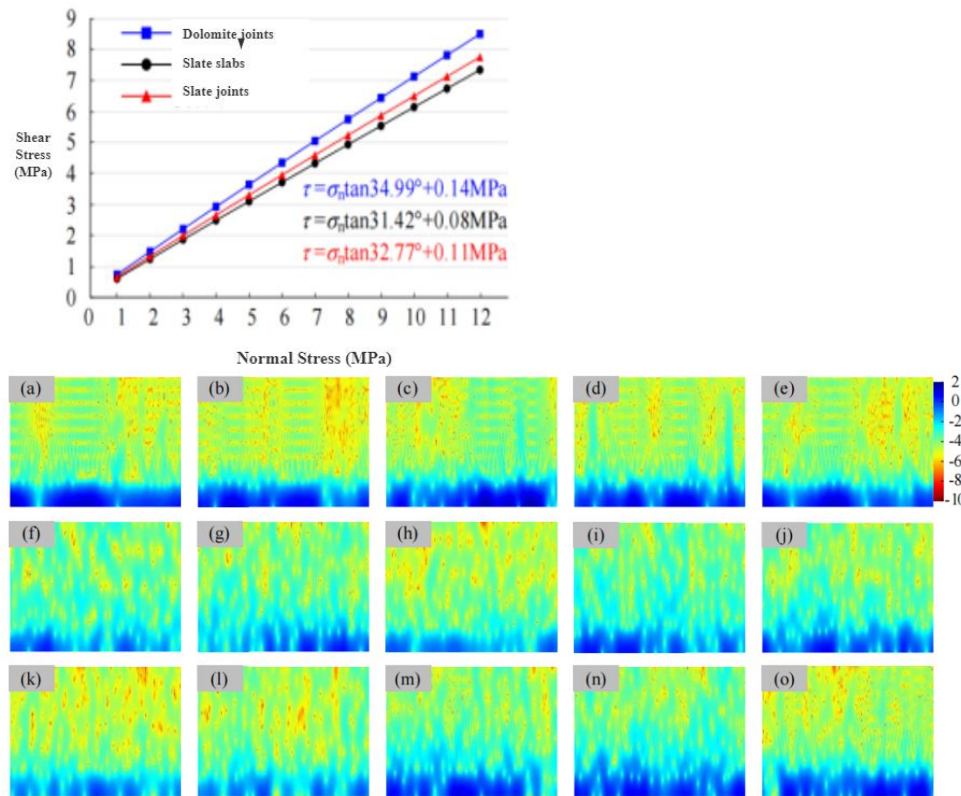 9
8
7
6
5
4
3
2
1
0
Dolomite joints
Slate slabs
Slate joints
Shear
Stress
(MPa)
τ=σₙtan34.99°+0.14MPa
τ=σₙtan31.42°+0.08MPa
τ=σₙtan32.77°+0.11MPa
0 1 2 3 4 5 6 7 8 9 10 11 12
Normal Stress (MPa)
(a) (b) (c) (d) (e)
2
0
-2
-4
-6
-8
-10
(f) (g) (h) (i) (j)
(k) (l) (m) (n) (o)